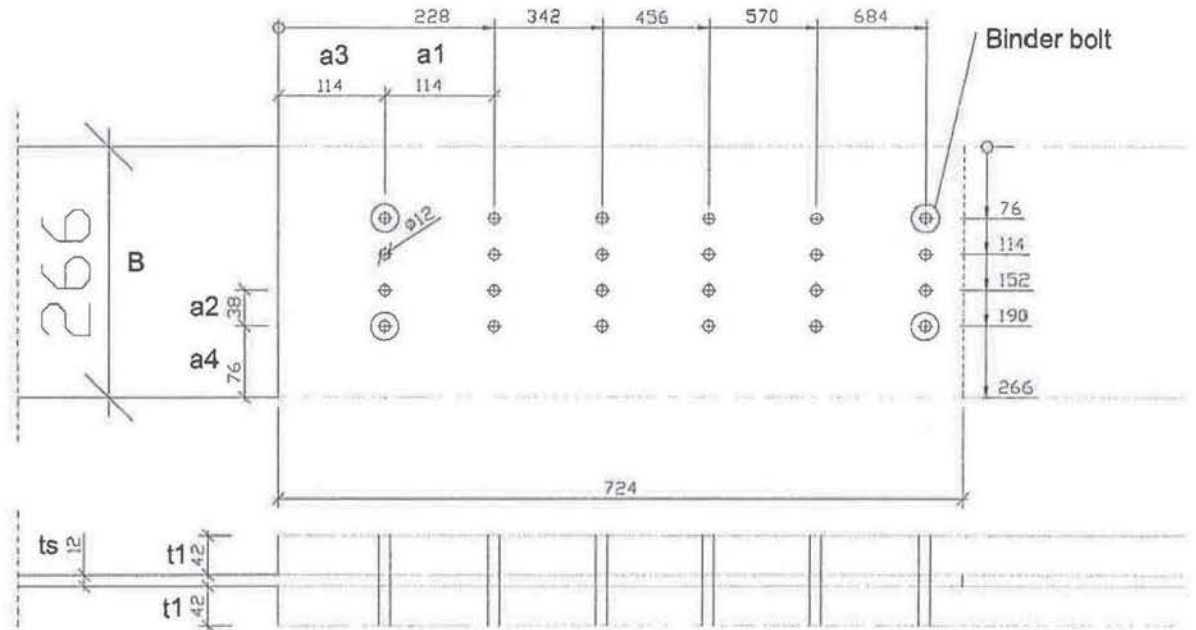 228 342 456 570 684
Binder bolt
a3 a1
114 114
266
B
ø12
76
114
a2 38
152
190
a4 76
266
724
ts 12 t1 42
t1 42